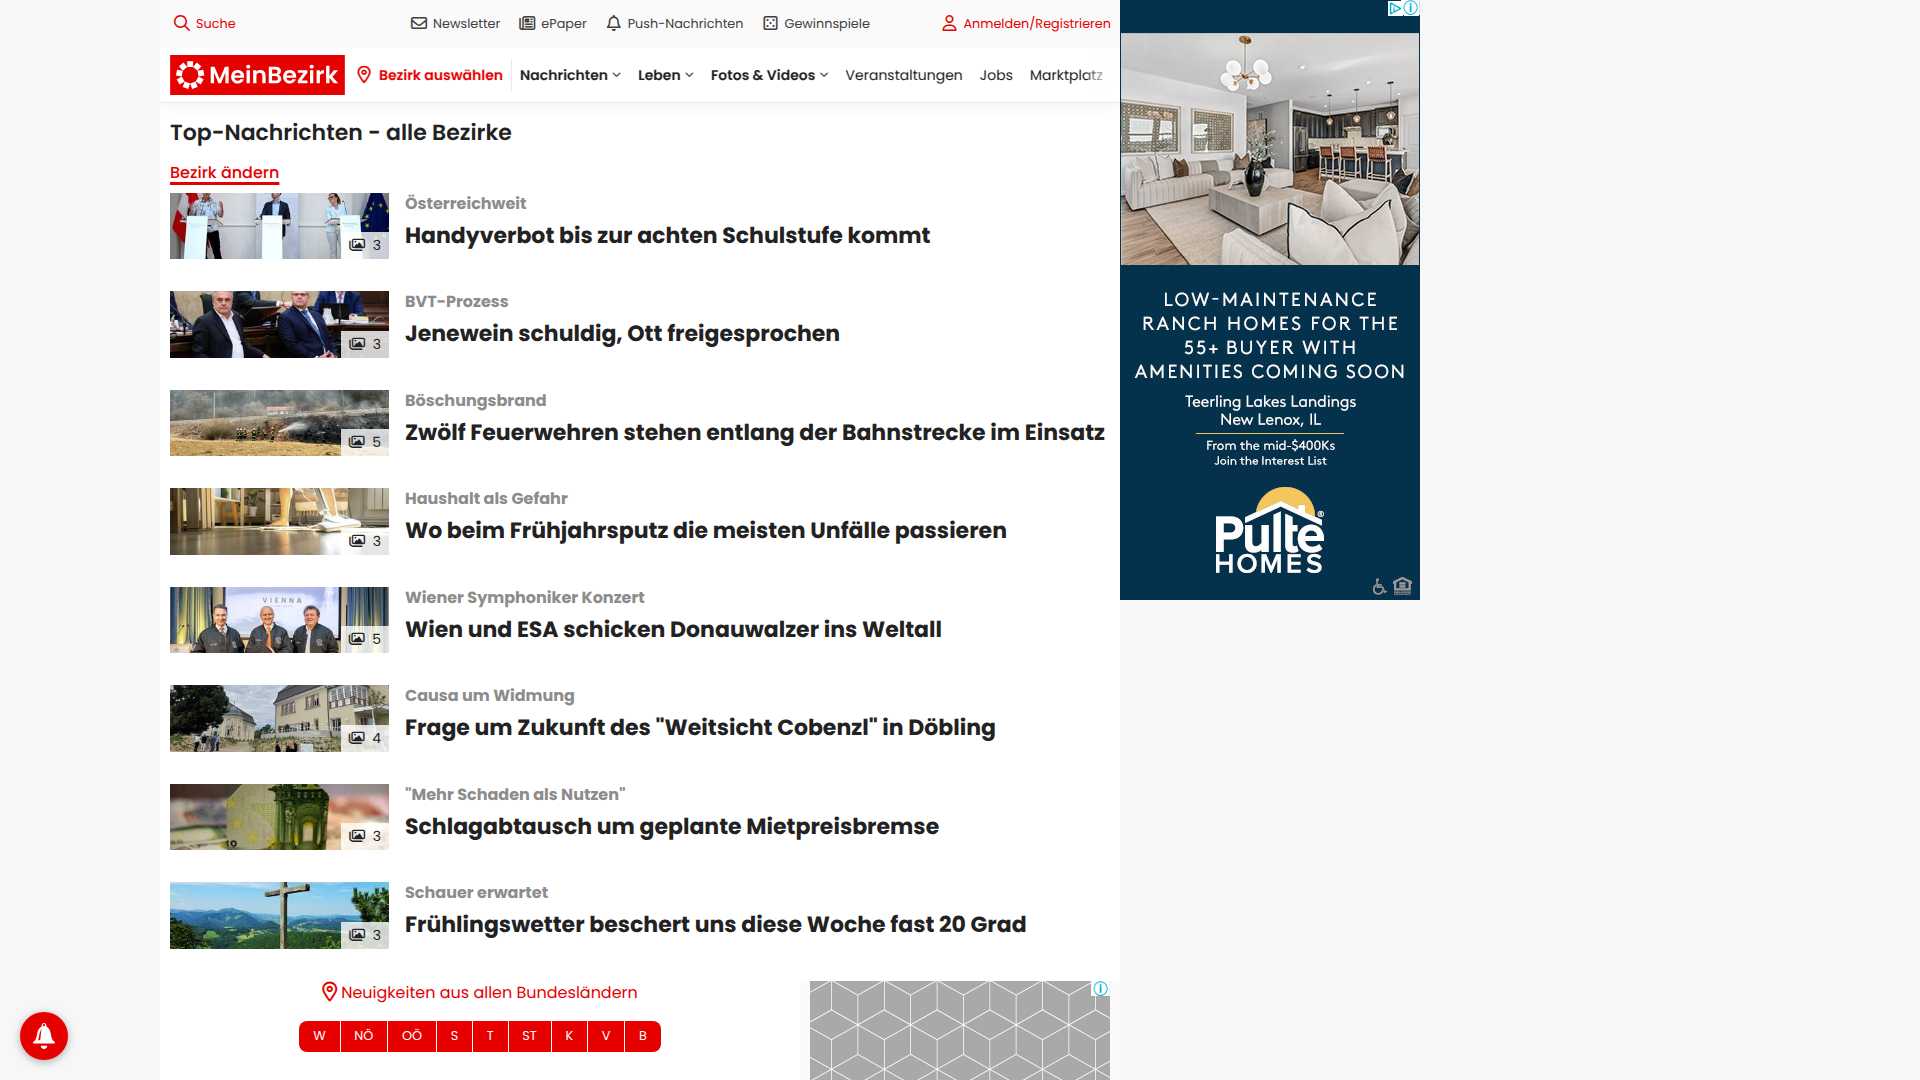 Suche
Newsletter
ePaper
Push-Nachrichten
Gewinnspiele
Anmelden/Registrieren
MeinBezirk
Bezirk auswählen
Nachrichten
Leben
Fotos & Videos
Veranstaltungen
Jobs
Marktplatz
Top-Nachrichten - alle Bezirke
Bezirk ändern
3
Österreichweit
Handyverbot bis zur achten Schulstufe kommt
3
BVT-Prozess
Jenewein schuldig, Ott freigesprochen
5
Böschungsbrand
Zwölf Feuerwehren stehen entlang der Bahnstrecke im Einsatz
3
Haushalt als Gefahr
Wo beim Frühjahrsputz die meisten Unfälle passieren
VIENNA
5
Wiener Symphoniker Konzert
Wien und ESA schicken Donauwalzer ins Weltall
4
Causa um Widmung
Frage um Zukunft des "Weitsicht Cobenzl" in Döbling
10
3
"Mehr Schaden als Nutzen"
Schlagabtausch um geplante Mietpreisbremse
3
Schauer erwartet
Frühlingswetter beschert uns diese Woche fast 20 Grad
Neuigkeiten aus allen Bundesländern
W
NÖ
OÖ
S
T
ST
K
V
B
LOW-MAINTENANCE
RANCH HOMES FOR THE
55+ BUYER WITH
AMENITIES COMING SOON
Teerling Lakes Landings
New Lenox, IL
From the mid-$400Ks
Join the Interest List
Pulte®
HOMES